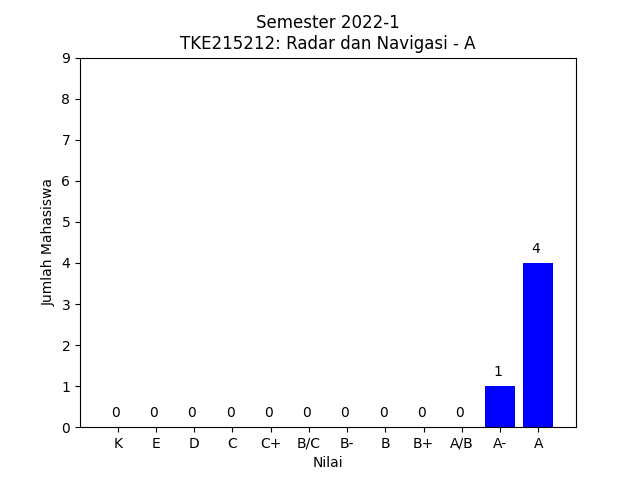 Semester 2022-1
TKE215212: Radar dan Navigasi - A
9
8
7
6
5
4
3
2
1
0
Jumlah Mahasiswa
0 0 0 0 0 0 0 0 0 0 1 4
K E D C C+ B/C B- B B+ A/B A- A
Nilai